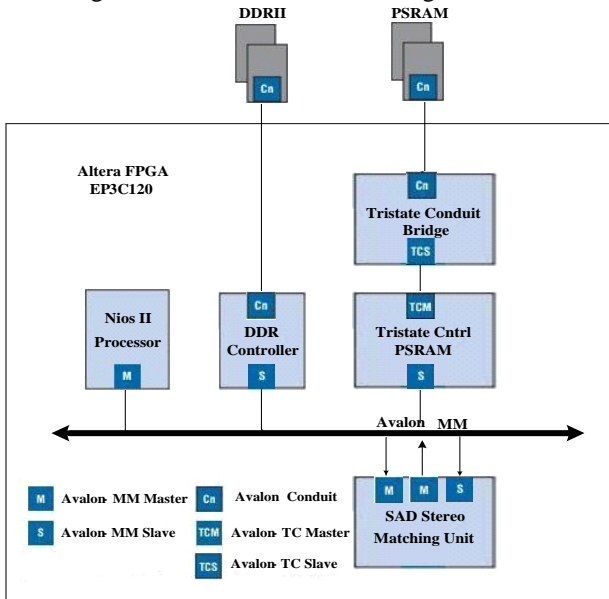 DDRII PSRAM
Cn Cn
Altera FPGA
EP3C120
Cn
Tristate Conduit
Bridge
TCS
Nios II
Processor
M
Cn
DDR
Controller
S
TCM
Tristate Cntrl
PSRAM
S
Avalon MM
M M S
SAD Stereo
Matching Unit
M Avalon- MM Master
S Avalon- MM Slave
Cn Avalon Conduit
TCM Avalon- TC Master
TCS Avalon- TC Slave